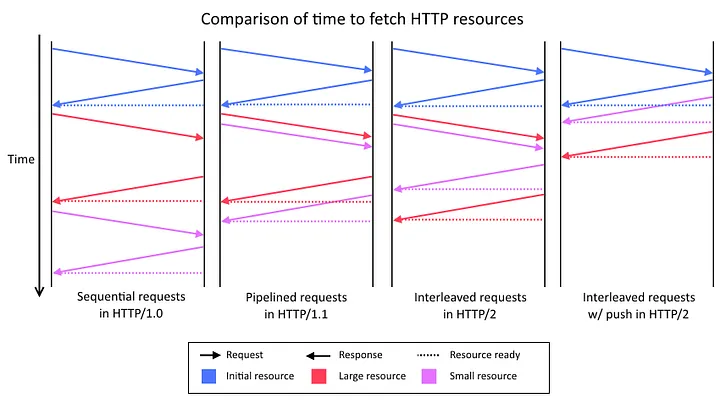 Comparison of time to fetch HTTP resources
Time
Sequential requests
in HTTP/1.0
Pipelined requests
in HTTP/1.1
Interleaved requests
in HTTP/2
Interleaved requests
w/ push in HTTP/2
Request
Response
Resource ready
Initial resource
Large resource
Small resource